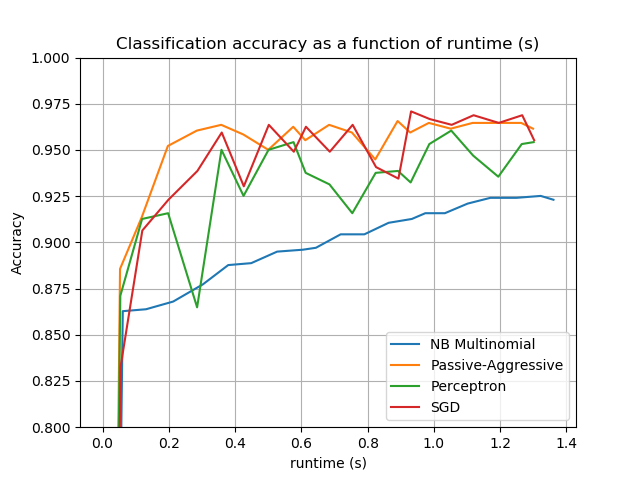 Classification accuracy as a function of runtime (s)
1.000
0.975
0.950
0.925
0.900
0.875
0.850
0.825
0.800
Accuracy
NB Multinomial
Passive-Aggressive
Perceptron
SGD
0.0 0.2 0.4 0.6 0.8 1.0 1.2 1.4
runtime (s)